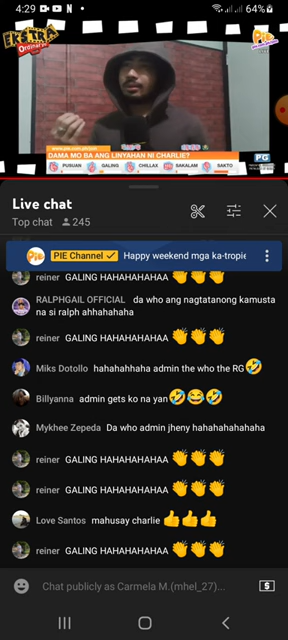 4:29
64%
EKSTRA
Ordinaryo
Pie
DAMA MO BA ANG LINYAHAN NI CHARLIE?
PUSUAN GALING CHILLAX SAKALAM SAKTO
PG
Live chat
Top chat 245
PIE Channel Happy weekend mga ka-tropie
reiner GALING HAHAHAHAHAA 👏👏👏
RALPHGAIL OFFICIAL da who ang nagtatanong kamusta
na si ralph ahhahahaha
reiner GALING HAHAHAHAHAA 👏👏👏
Miks Dotollo hahahahhaha admin the who the RG🤣
Billyanna admin gets ko na yan🤣😂🤣
Mykhee Zepeda Da who admin jheny hahahahahahaha
reiner GALING HAHAHAHAHAA 👏👏👏
reiner GALING HAHAHAHAHAA 👏👏👏
Love Santos mahusay charlie 👍👍👍
reiner GALING HAHAHAHAHAA 👏👏👏
Chat publicly as Carmela M.(mhel_27)...